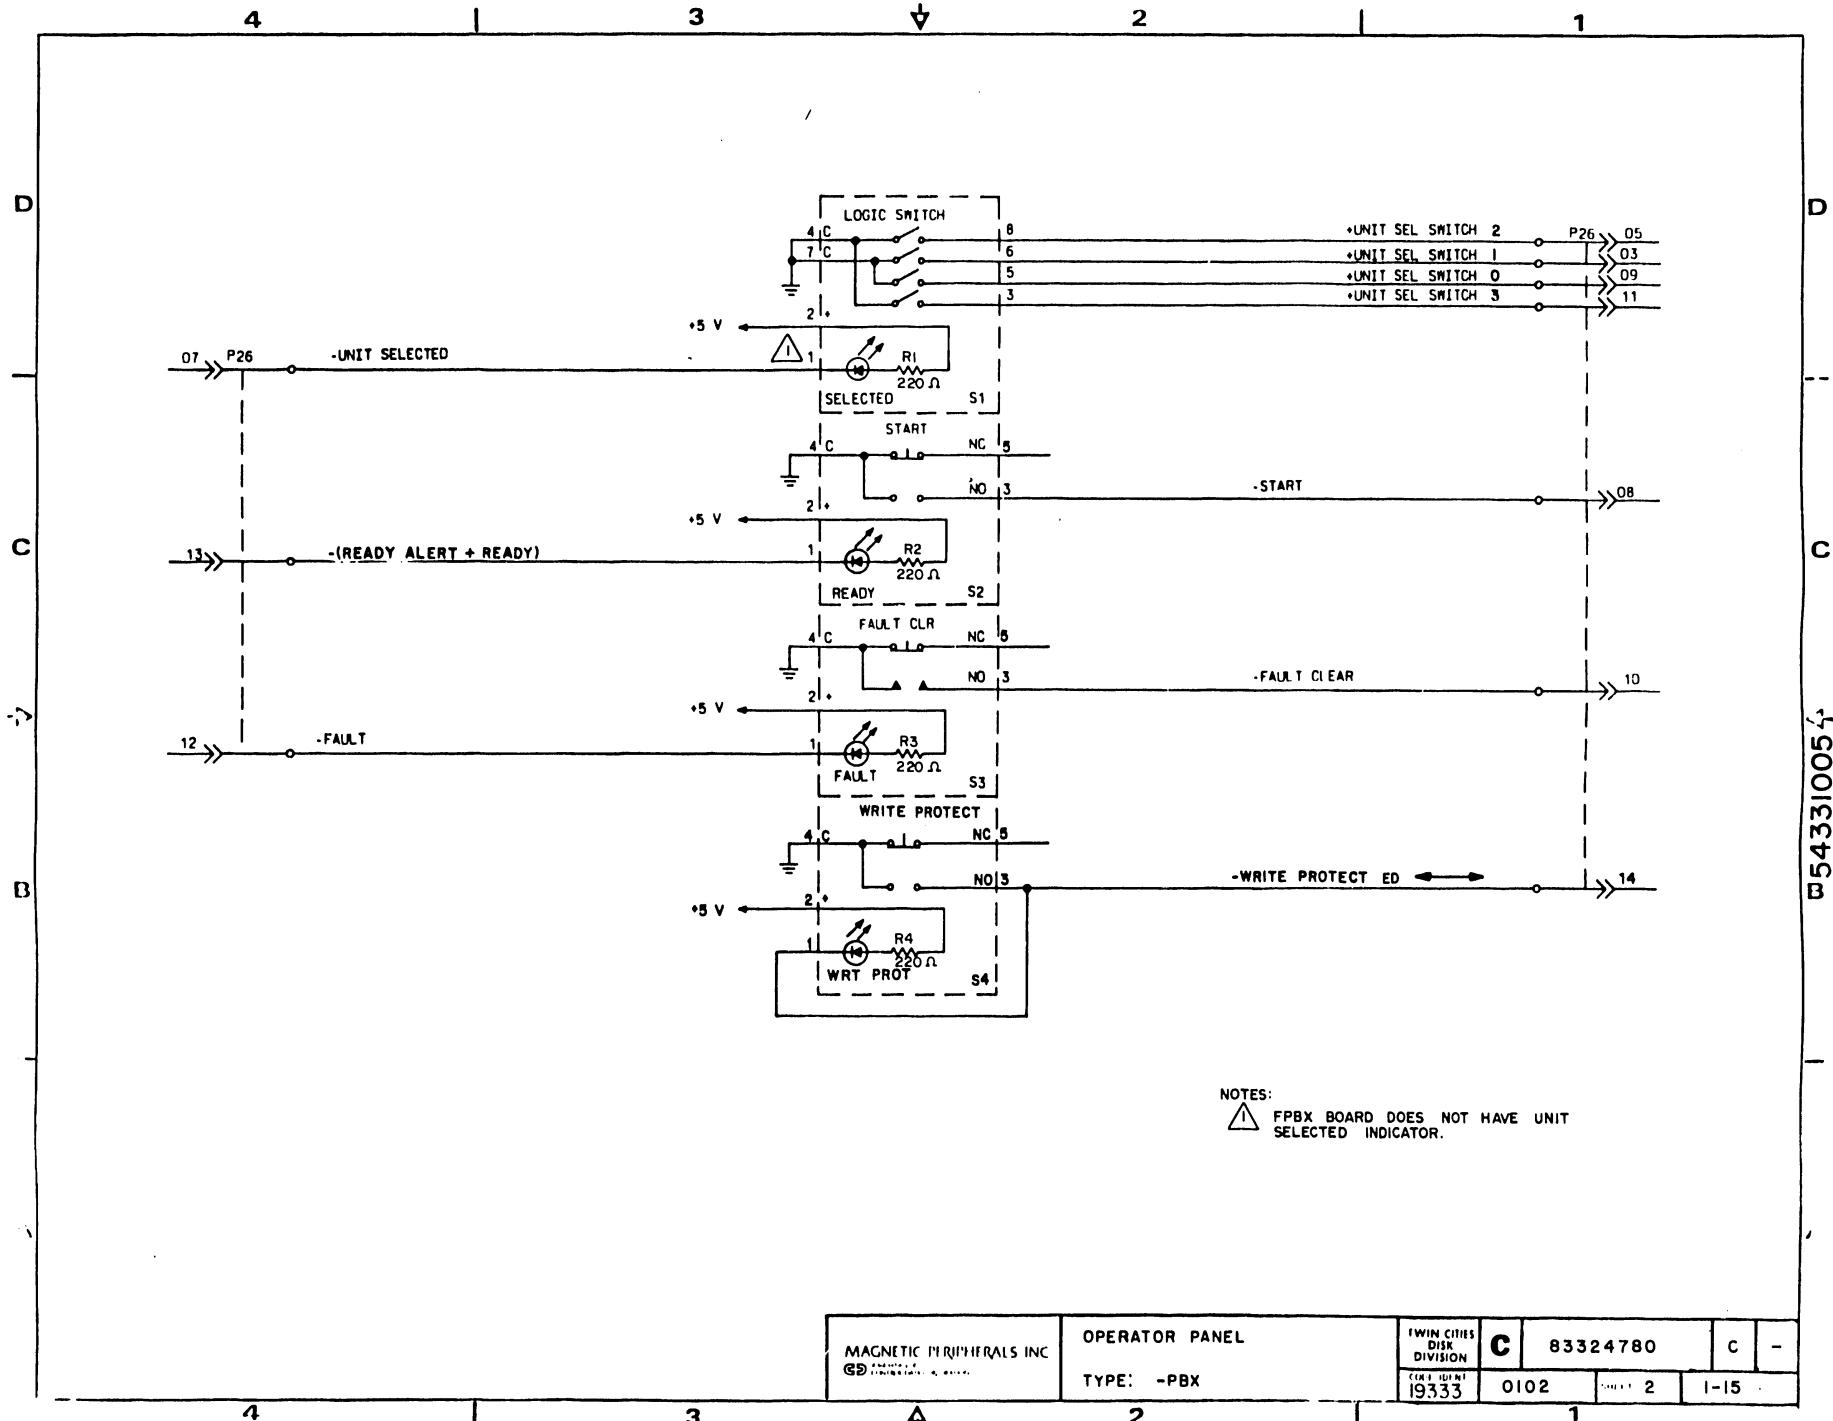 4 3 2 1
D D
LOGIC SWITCH
4 C 8 +UNIT SEL SWITCH 2 P26 05
7 C 6 +UNIT SEL SWITCH 1 03
5 +UNIT SEL SWITCH 0 09
3 +UNIT SEL SWITCH 3 11
2 +
+5 V
07 P26 -UNIT SELECTED 1 1 R1
220 Ω
SELECTED S1
START
4 C NC 5
NO 3 -START 08
2 +
+5 V
C C
13 -(READY ALERT + READY) 1 R2
220 Ω
READY S2
FAULT CLR
4 C NC 5
NO 3 -FAULT CLEAR 10
2 +
+5 V
12 -FAULT 1 R3
220 Ω
FAULT S3
WRITE PROTECT
4 C NC 5
B NO 3 -WRITE PROTECT ED 14 B
2 +
+5 V
1 R4
220 Ω
WRT PROT S4
54331005
NOTES:
1 FPBX BOARD DOES NOT HAVE UNIT
SELECTED INDICATOR.
MAGNETIC PERIPHERALS INC
OPERATOR PANEL
TYPE: -PBX
TWIN CITIES
DISK
DIVISION
C 83324780 C -
CODE IDENT
19333 0102 SHEET 2 1-15
4 3 2 1